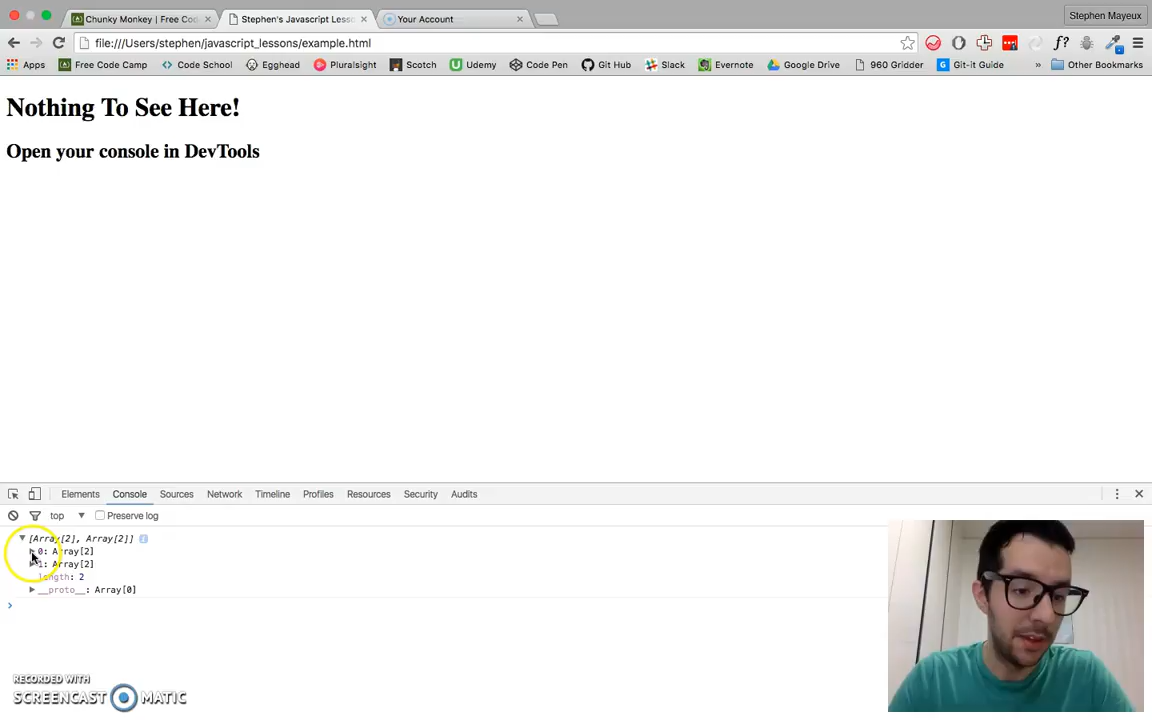 Chunky Monkey | Free Co
Stephen's Javascript Less
Your Account
Stephen Mayeux
file:///Users/stephen/javascript_lessons/example.html
f?
Apps
Free Code Camp
Code School
Egghead
Pluralsight
Scotch
Udemy
Code Pen
Git Hub
Slack
Evernote
Google Drive
960 Gridder
G
Git-it Guide
»
Other Bookmarks
Nothing To See Here!
Open your console in DevTools
Elements
Console
Sources
Network
Timeline
Profiles
Resources
Security
Audits
top
Preserve log
[Array[2], Array[2]]
0: Array[2]
1: Array[2]
length: 2
__proto__: Array[0]
RECORDED WITH
SCREENCAST MATIC